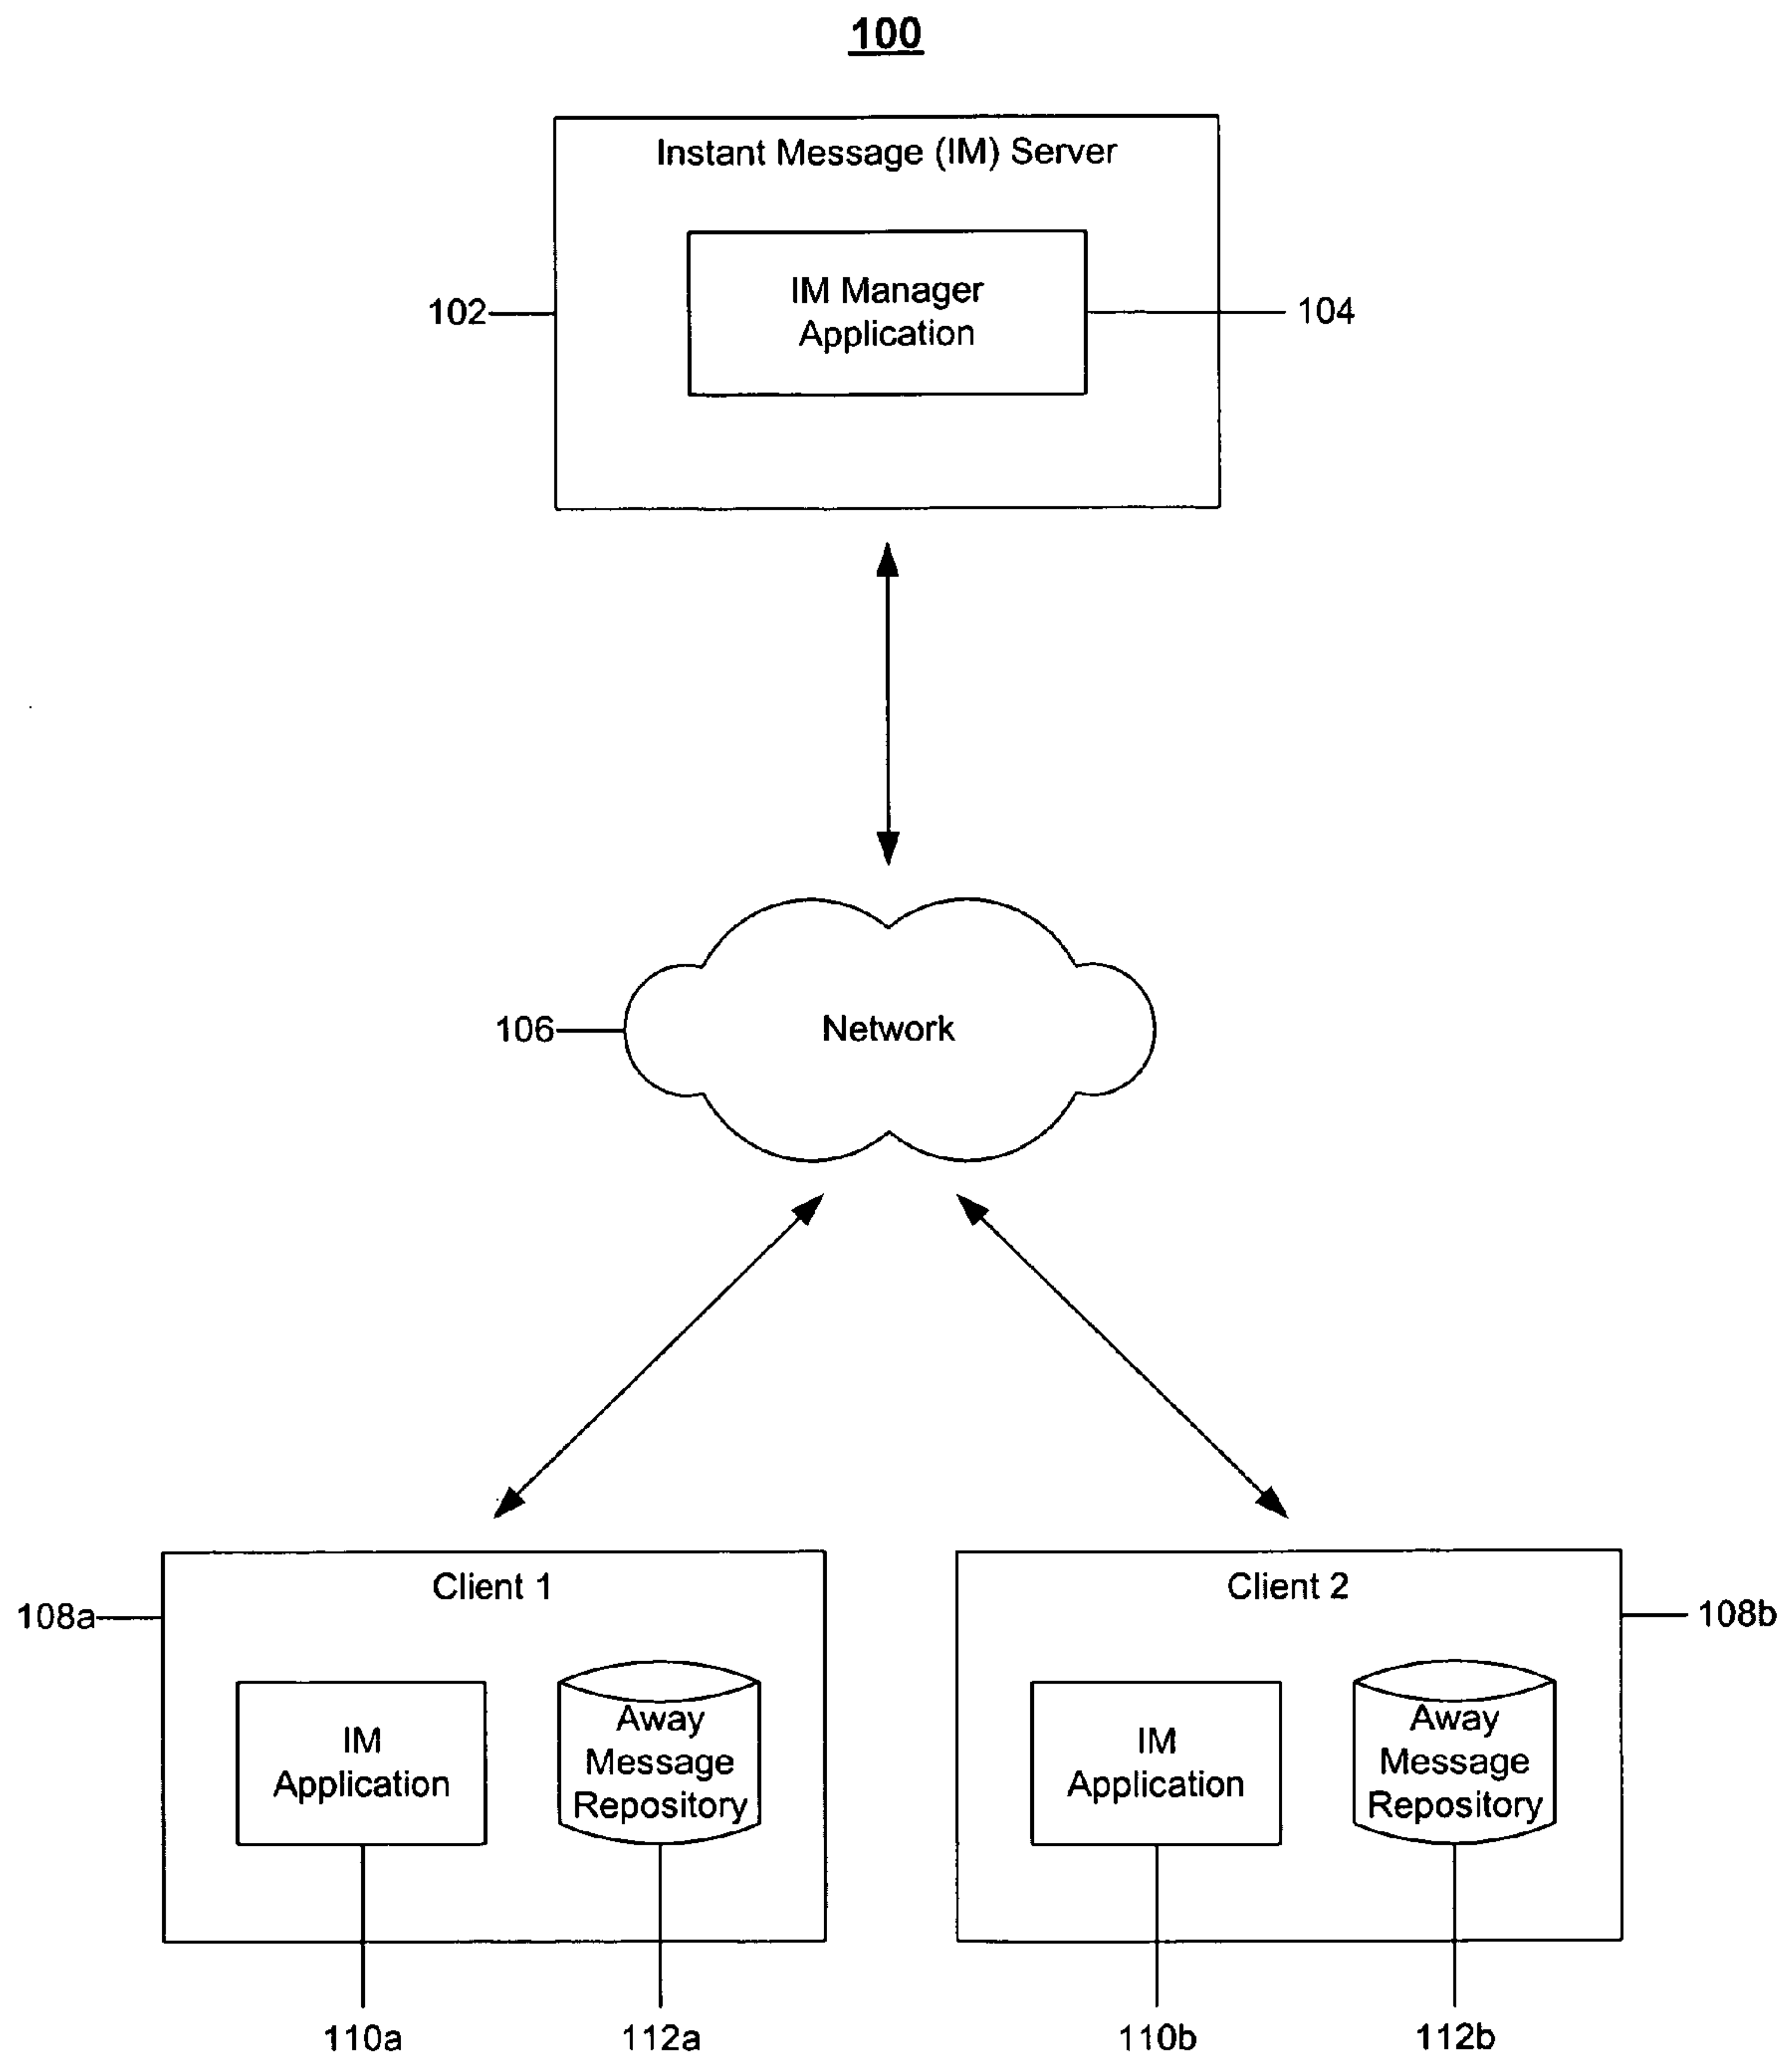 100
Instant Message (IM) Server
IM Manager
Application
102
104
106
Network
Client 1
Client 2
108a
108b
IM
Application
Away
Message
Repository
IM
Application
Away
Message
Repository
110a
112a
110b
112b